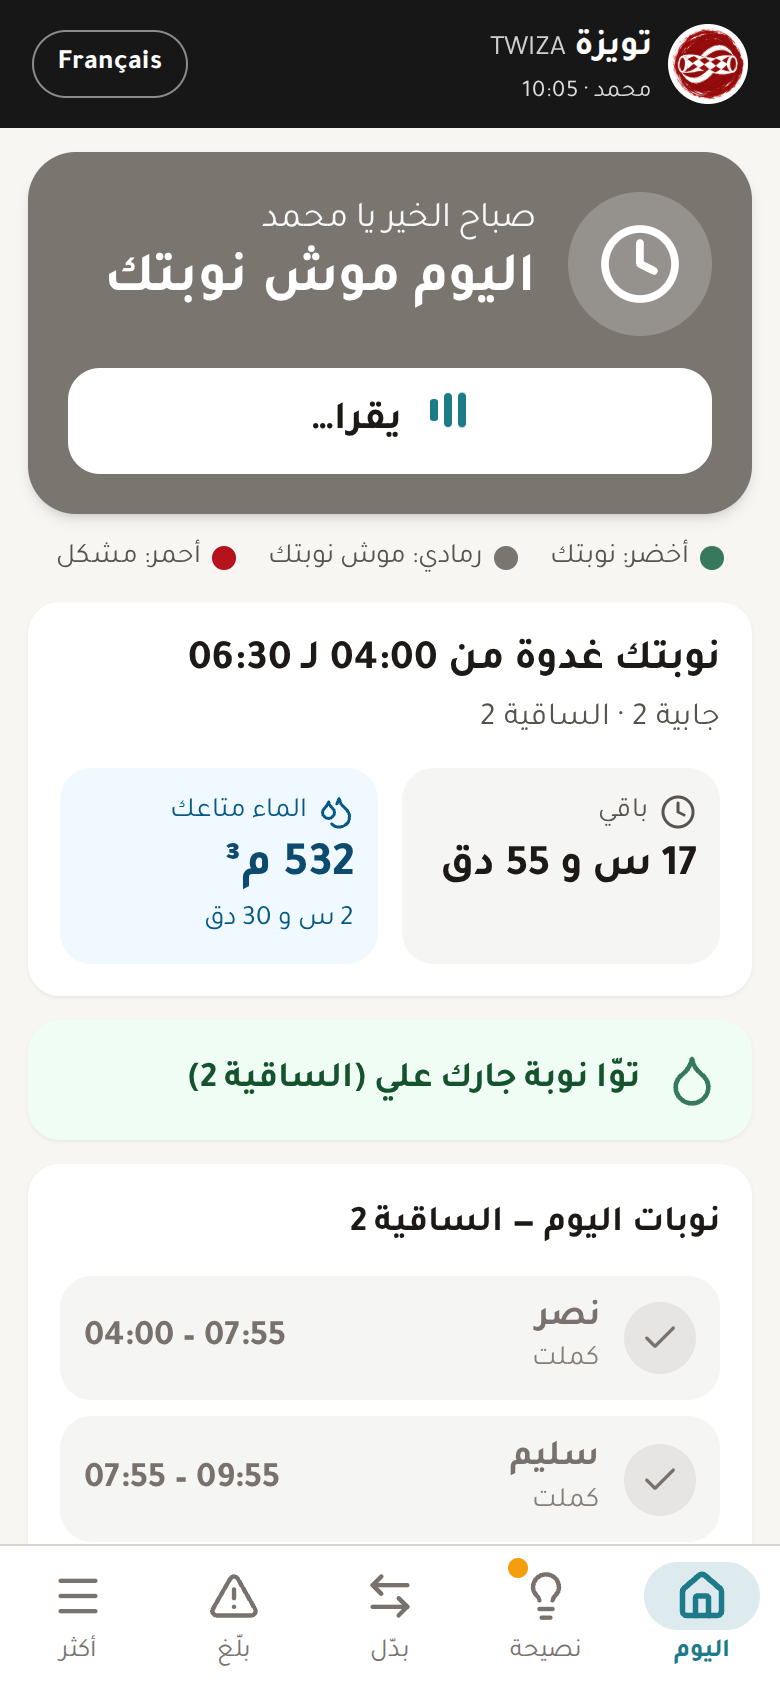 تويزة TWIZA
محمد · 10:05
Français
صباح الخير يا محمد
اليوم موش نوبتك
يقرا...
أخضر: نوبتك
رمادي: موش نوبتك
أحمر: مشكل
نوبتك غدوة من 04:00 لـ 06:30
جابية 2 · الساقية 2
باقي
17 س و 55 دق
الماء متاعك
532 م³
2 س و 30 دق
توّا نوبة جارك علي (الساقية 2)
نوبات اليوم – الساقية 2
نصر
كملت
04:00 - 07:55
سليم
كملت
07:55 - 09:55
اليوم
نصيحة
بدّل
بلّغ
أكثر